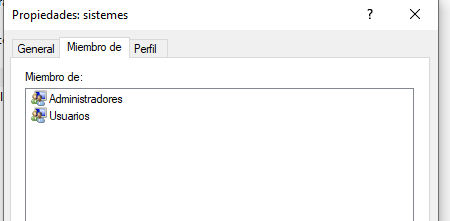 Propiedades: sistemes
General Miembro de Perfil
Miembro de:
Administradores
Usuarios